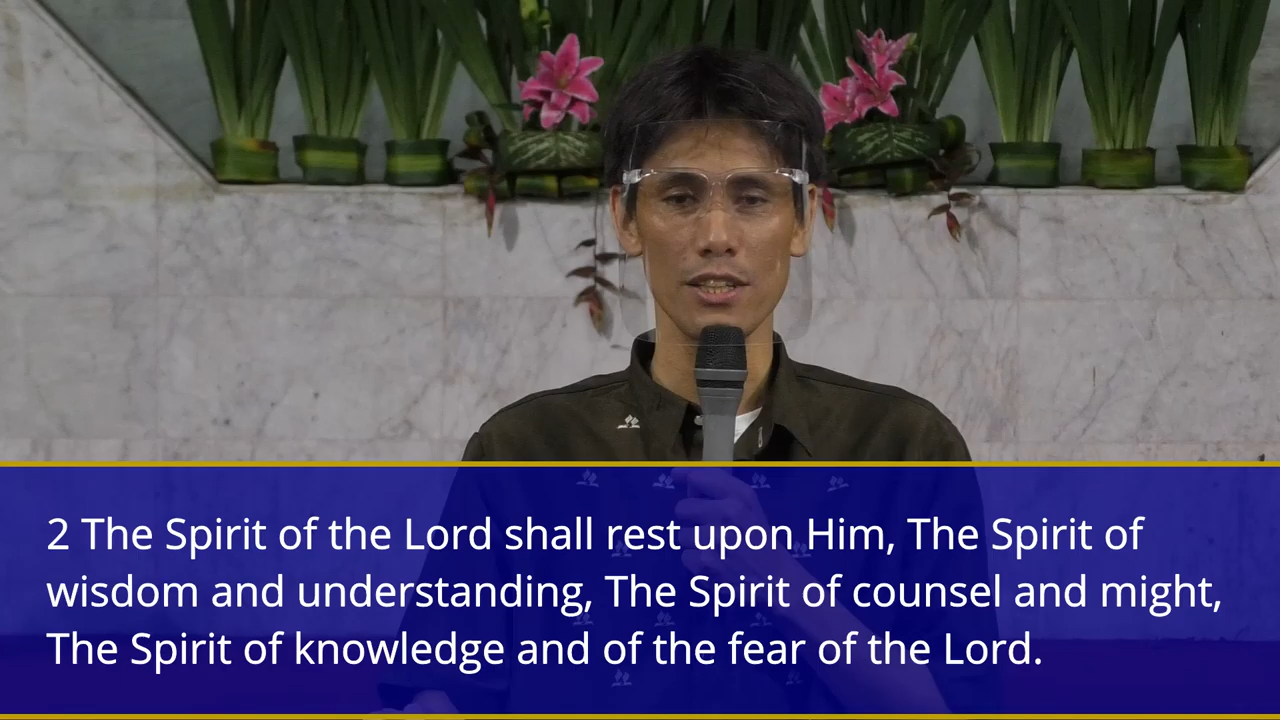 2 The Spirit of the Lord shall rest upon Him, The Spirit of
wisdom and understanding, The Spirit of counsel and might,
The Spirit of knowledge and of the fear of the Lord.